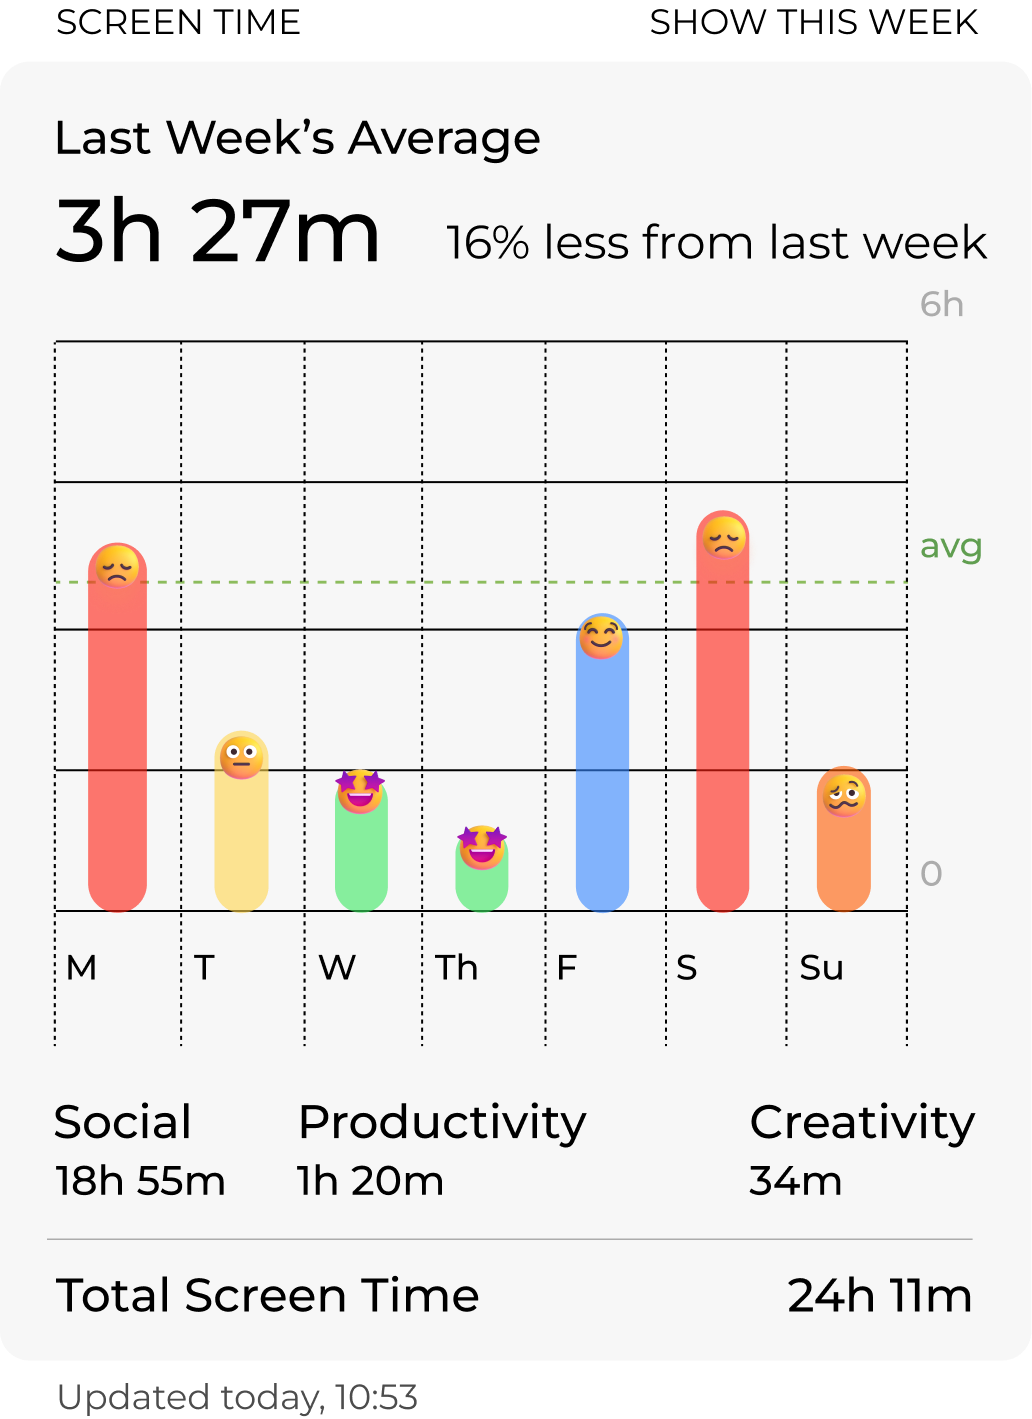 SCREEN TIME SHOW THIS WEEK
Last Week’s Average
3h 27m 16% less from last week
6h
avg
0
M T W Th F S Su
Social Productivity Creativity
18h 55m 1h 20m 34m
Total Screen Time 24h 11m
Updated today, 10:53